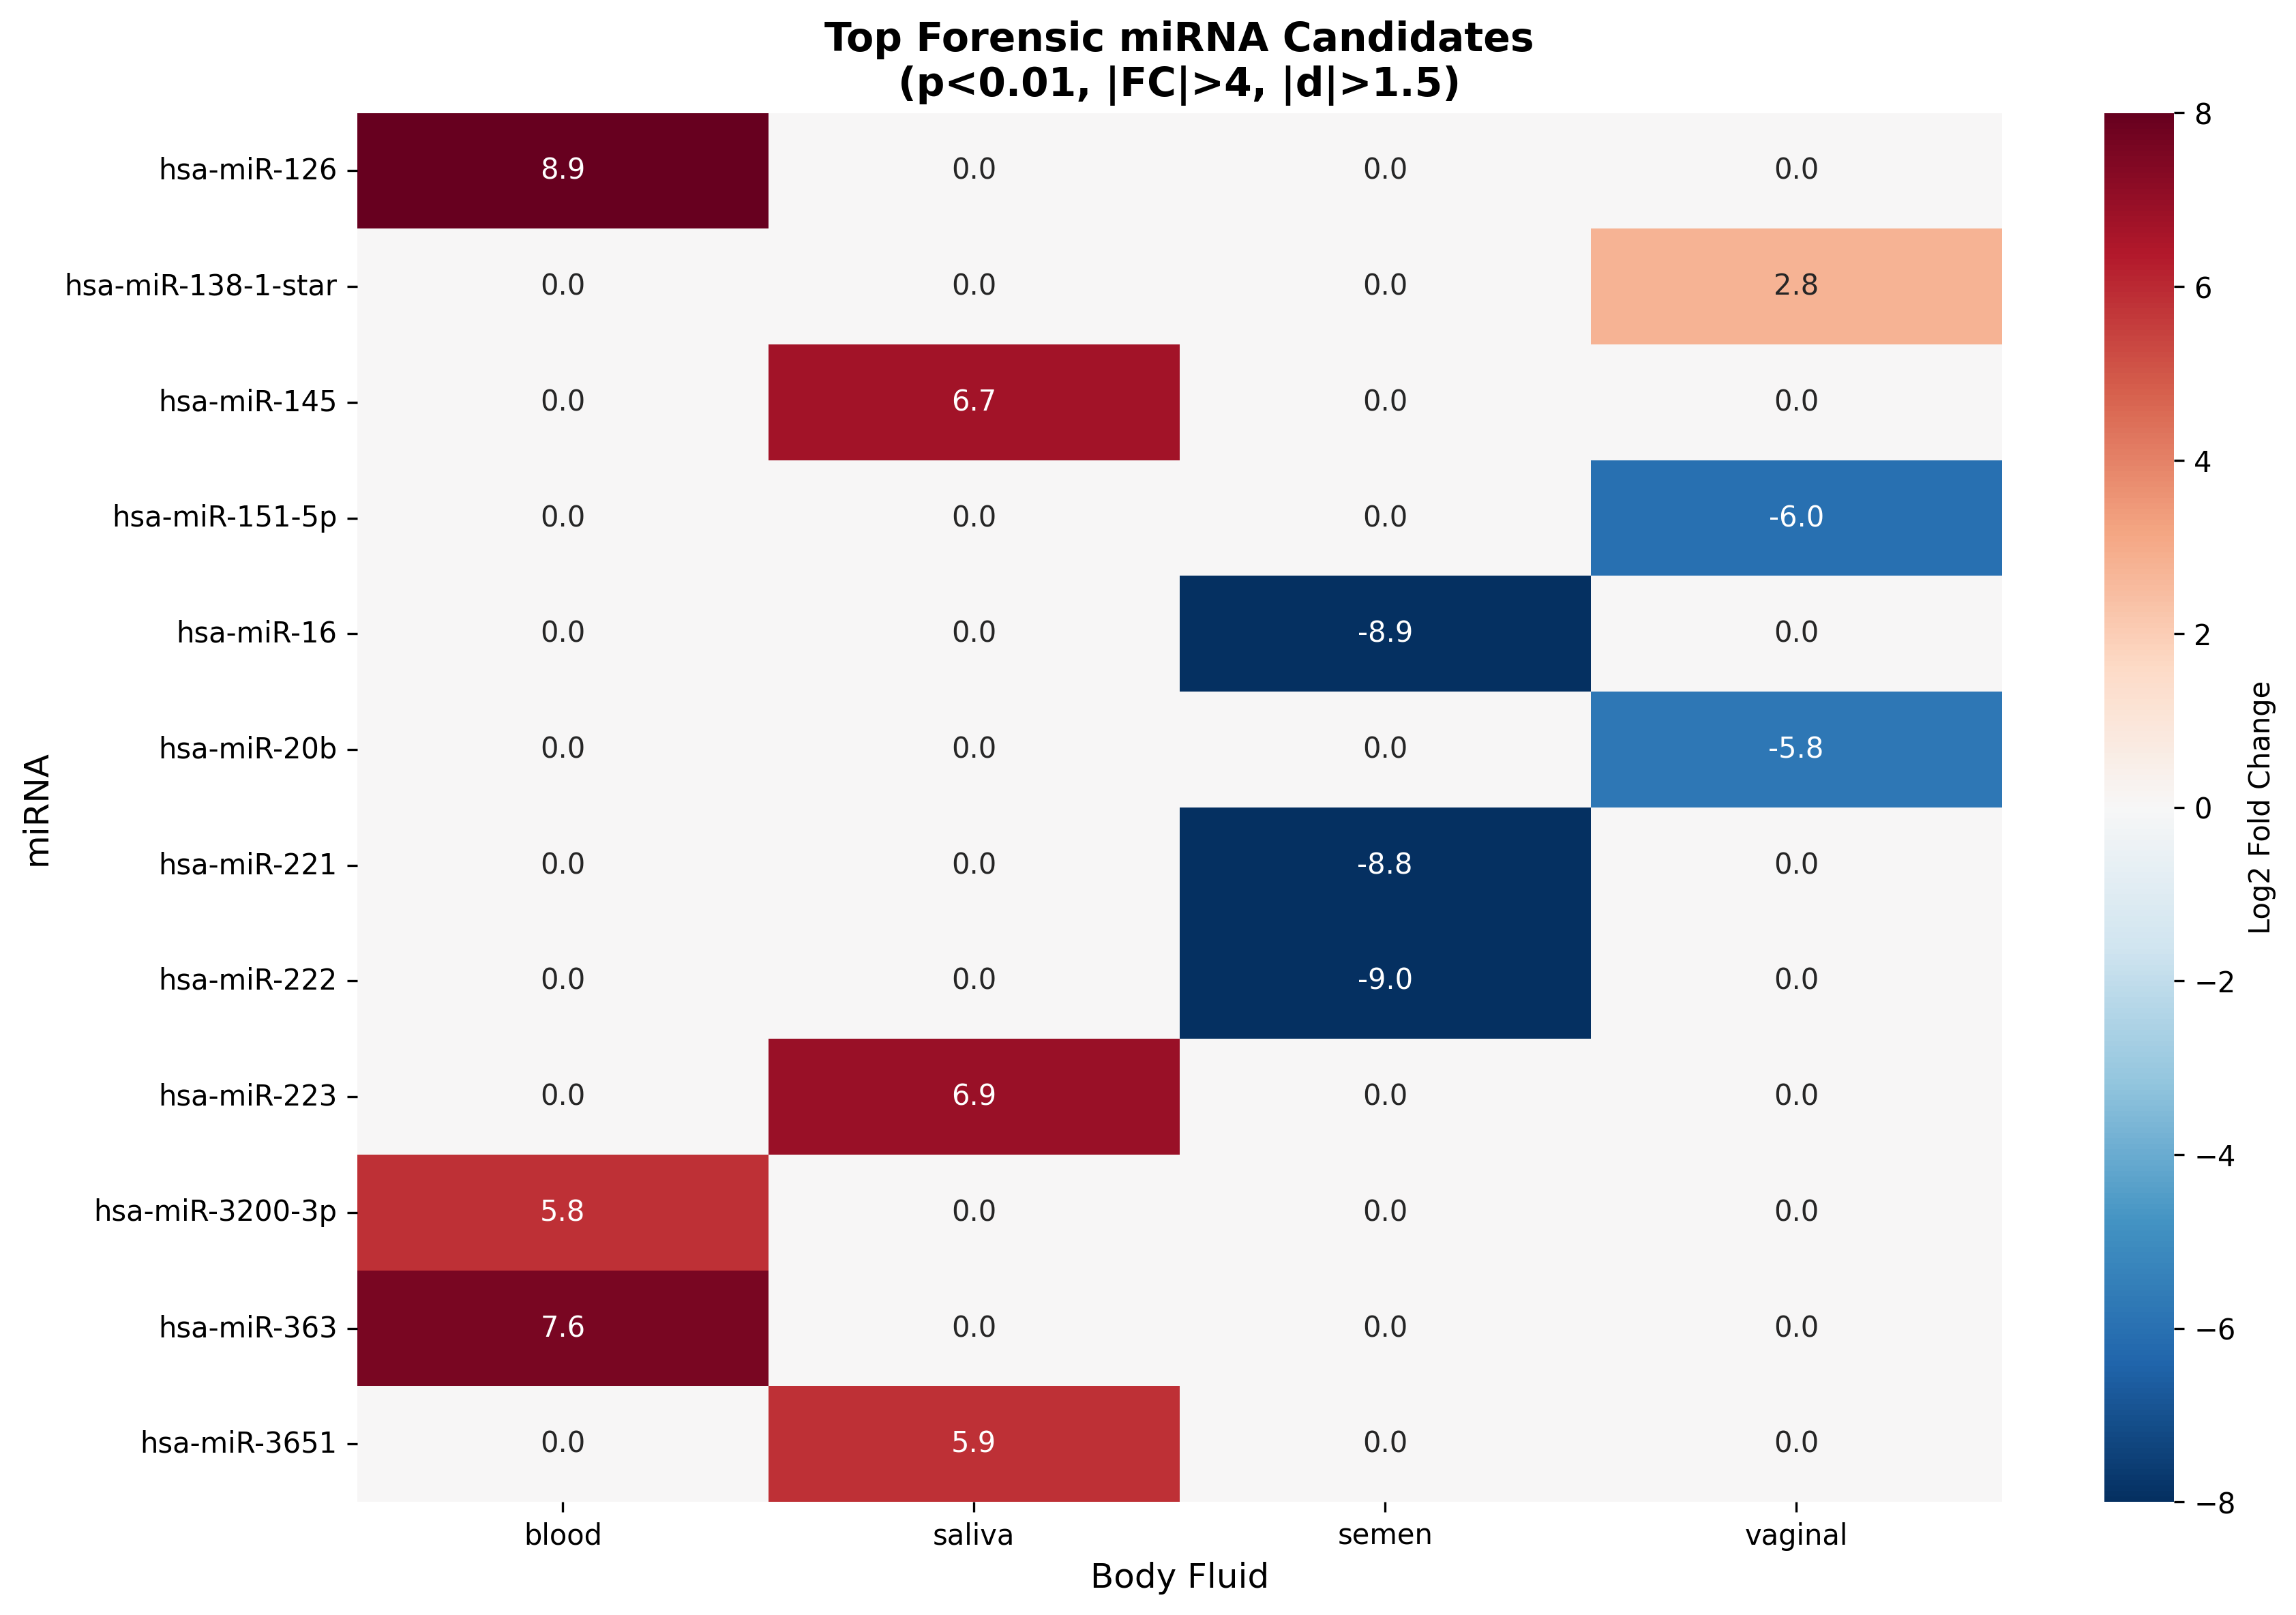 Top Forensic miRNA Candidates
(p<0.01, |FC|>4, |d|>1.5)
hsa-miR-126 8.9 0.0 0.0 0.0
hsa-miR-138-1-star 0.0 0.0 0.0 2.8
hsa-miR-145 0.0 6.7 0.0 0.0
hsa-miR-151-5p 0.0 0.0 0.0 -6.0
hsa-miR-16 0.0 0.0 -8.9 0.0
hsa-miR-20b 0.0 0.0 0.0 -5.8
hsa-miR-221 0.0 0.0 -8.8 0.0
hsa-miR-222 0.0 0.0 -9.0 0.0
hsa-miR-223 0.0 6.9 0.0 0.0
hsa-miR-3200-3p 5.8 0.0 0.0 0.0
hsa-miR-363 7.6 0.0 0.0 0.0
hsa-miR-3651 0.0 5.9 0.0 0.0
blood saliva semen vaginal
Body Fluid
miRNA
8
6
4
2
0
−2
−4
−6
−8
Log2 Fold Change